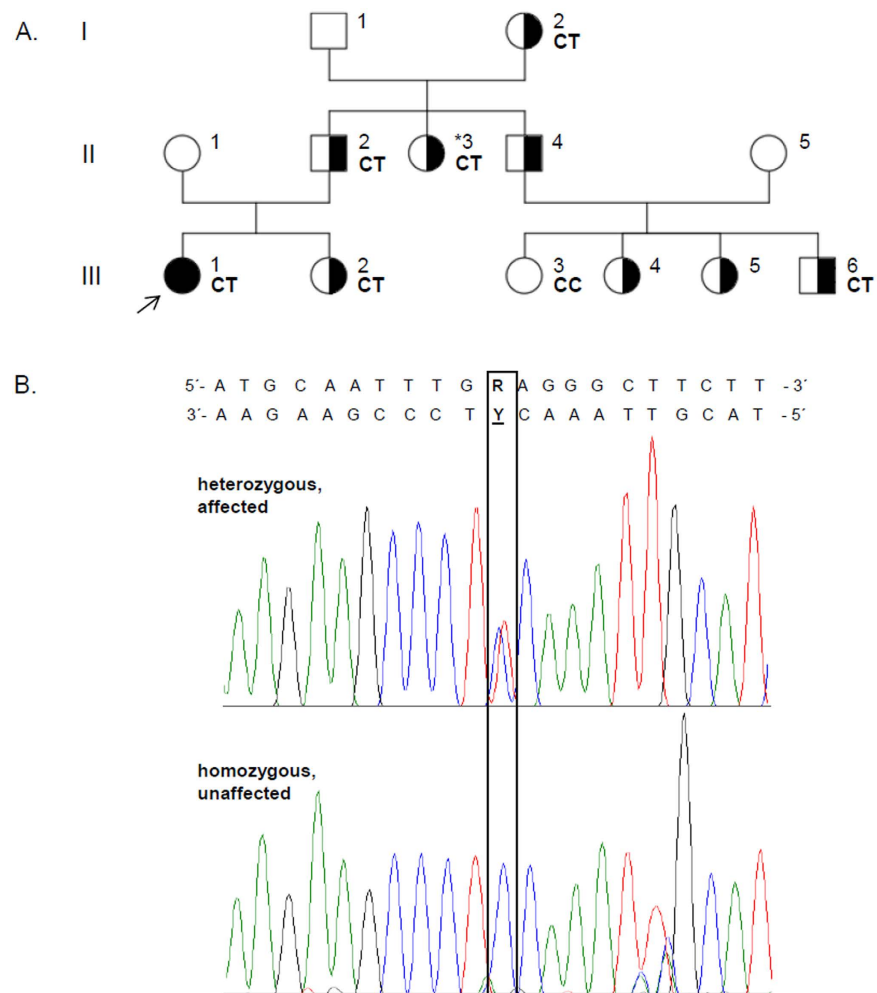 A. I 1 2
CT
II 1 2 *3 4 5
CT CT
III 1 2 3 4 5 6
CT CT CC CT
B.
5´- A T G C A A T T T G R A G G G C T T C T T - 3´
3´- A A G A A G C C C T Y C A A A T T G C A T - 5´
heterozygous,
affected
homozygous,
unaffected